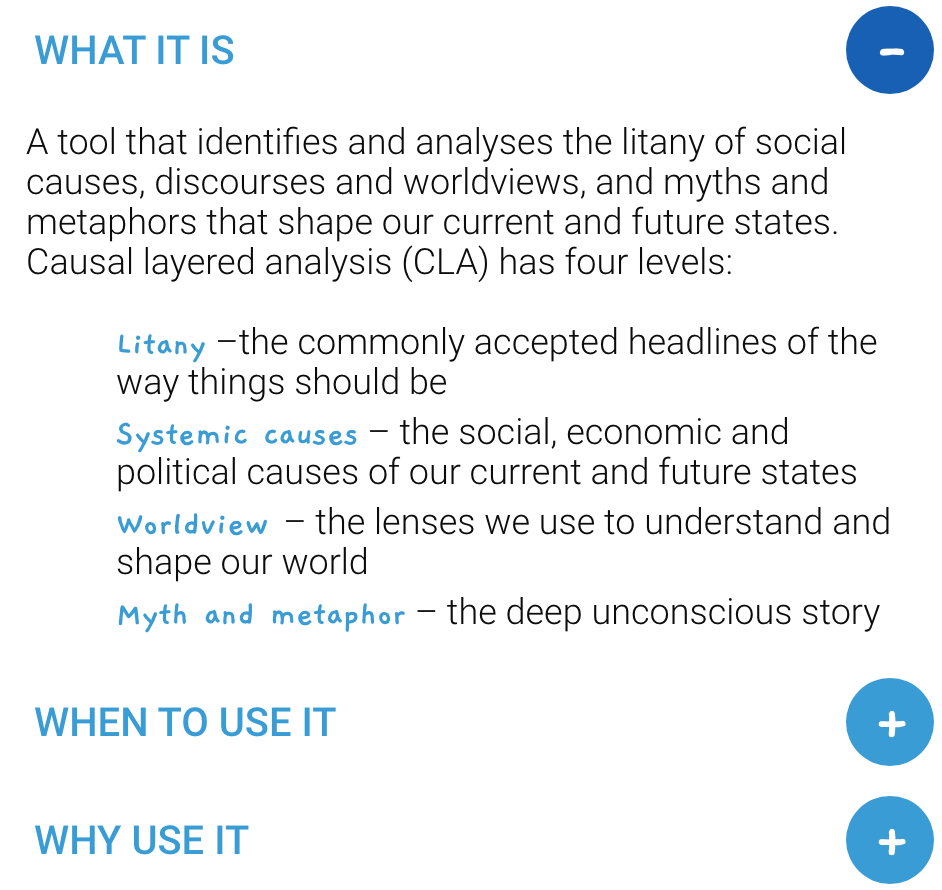 WHAT IT IS
A tool that identifies and analyses the litany of social
causes, discourses and worldviews, and myths and
metaphors that shape our current and future states.
Causal layered analysis (CLA) has four levels:
Litany –the commonly accepted headlines of the
way things should be
Systemic causes – the social, economic and
political causes of our current and future states
Worldview – the lenses we use to understand and
shape our world
Myth and metaphor – the deep unconscious story
WHEN TO USE IT
WHY USE IT